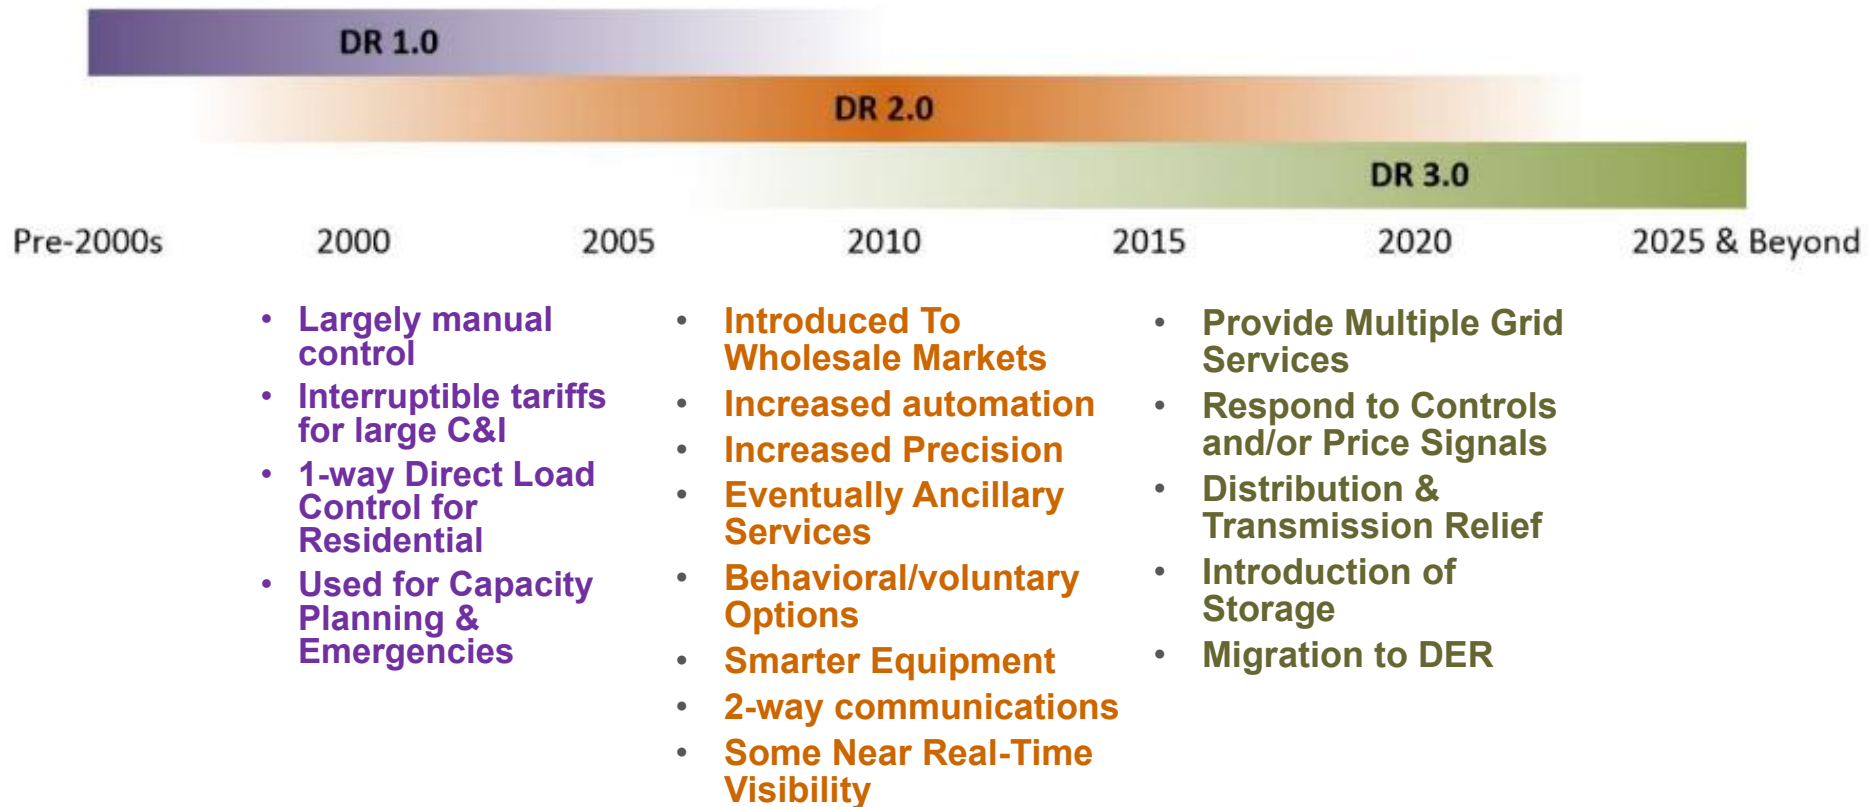 DR 1.0
DR 2.0
DR 3.0
Pre-2000s 2000 2005 2010 2015 2020 2025 & Beyond
• Largely manual
control
• Interruptible tariffs
for large C&I
• 1-way Direct Load
Control for
Residential
• Used for Capacity
Planning &
Emergencies
• Introduced To
Wholesale Markets
• Increased automation
• Increased Precision
• Eventually Ancillary
Services
• Behavioral/voluntary
Options
• Smarter Equipment
• 2-way communications
• Some Near Real-Time
Visibility
• Provide Multiple Grid
Services
• Respond to Controls
and/or Price Signals
• Distribution &
Transmission Relief
• Introduction of
Storage
• Migration to DER